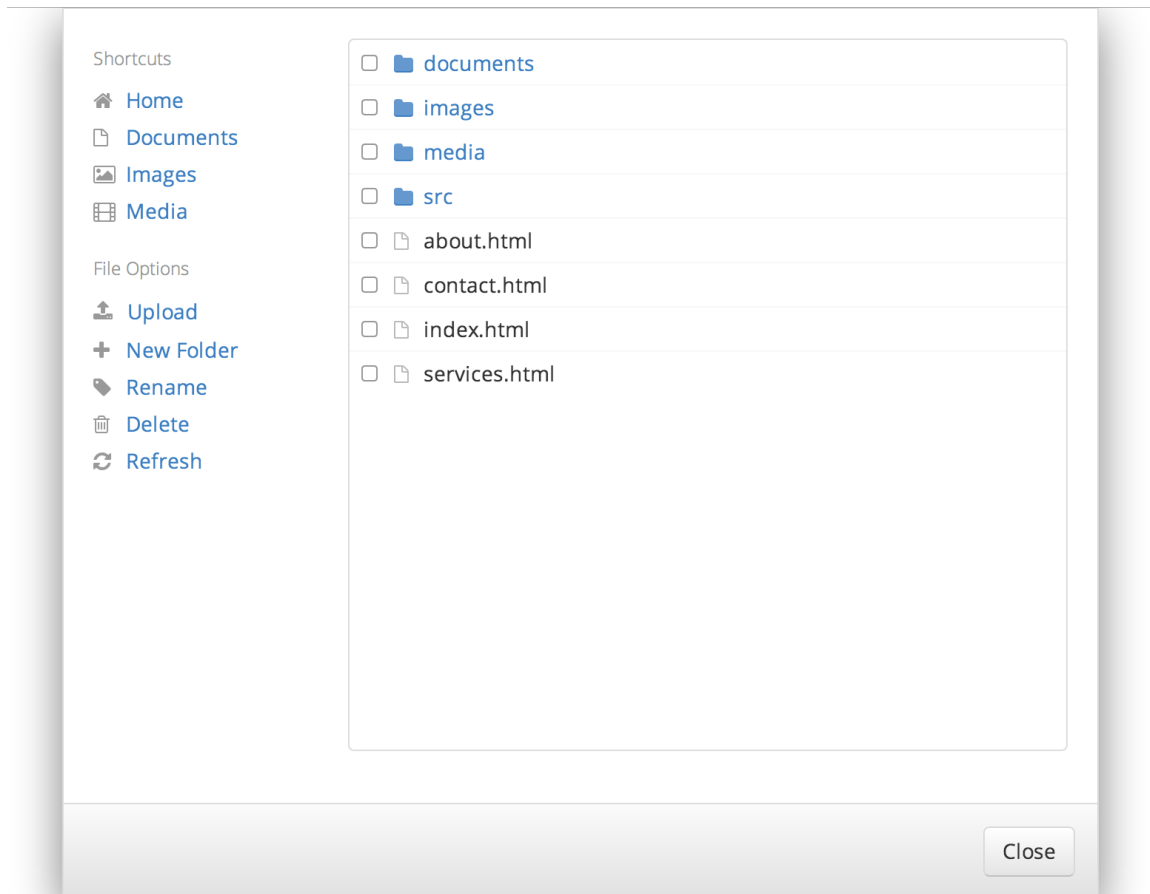 Shortcuts
Home
Documents
Images
Media
File Options
Upload
New Folder
Rename
Delete
Refresh
documents
images
media
src
about.html
contact.html
index.html
services.html
Close